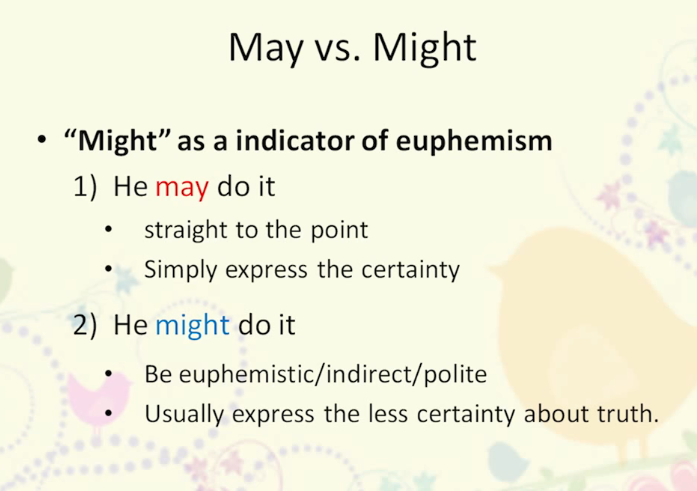 May vs. Might
• “Might” as a indicator of euphemism
1) He may do it
• straight to the point
• Simply express the certainty
2) He might do it
• Be euphemistic/indirect/polite
• Usually express the less certainty about truth.